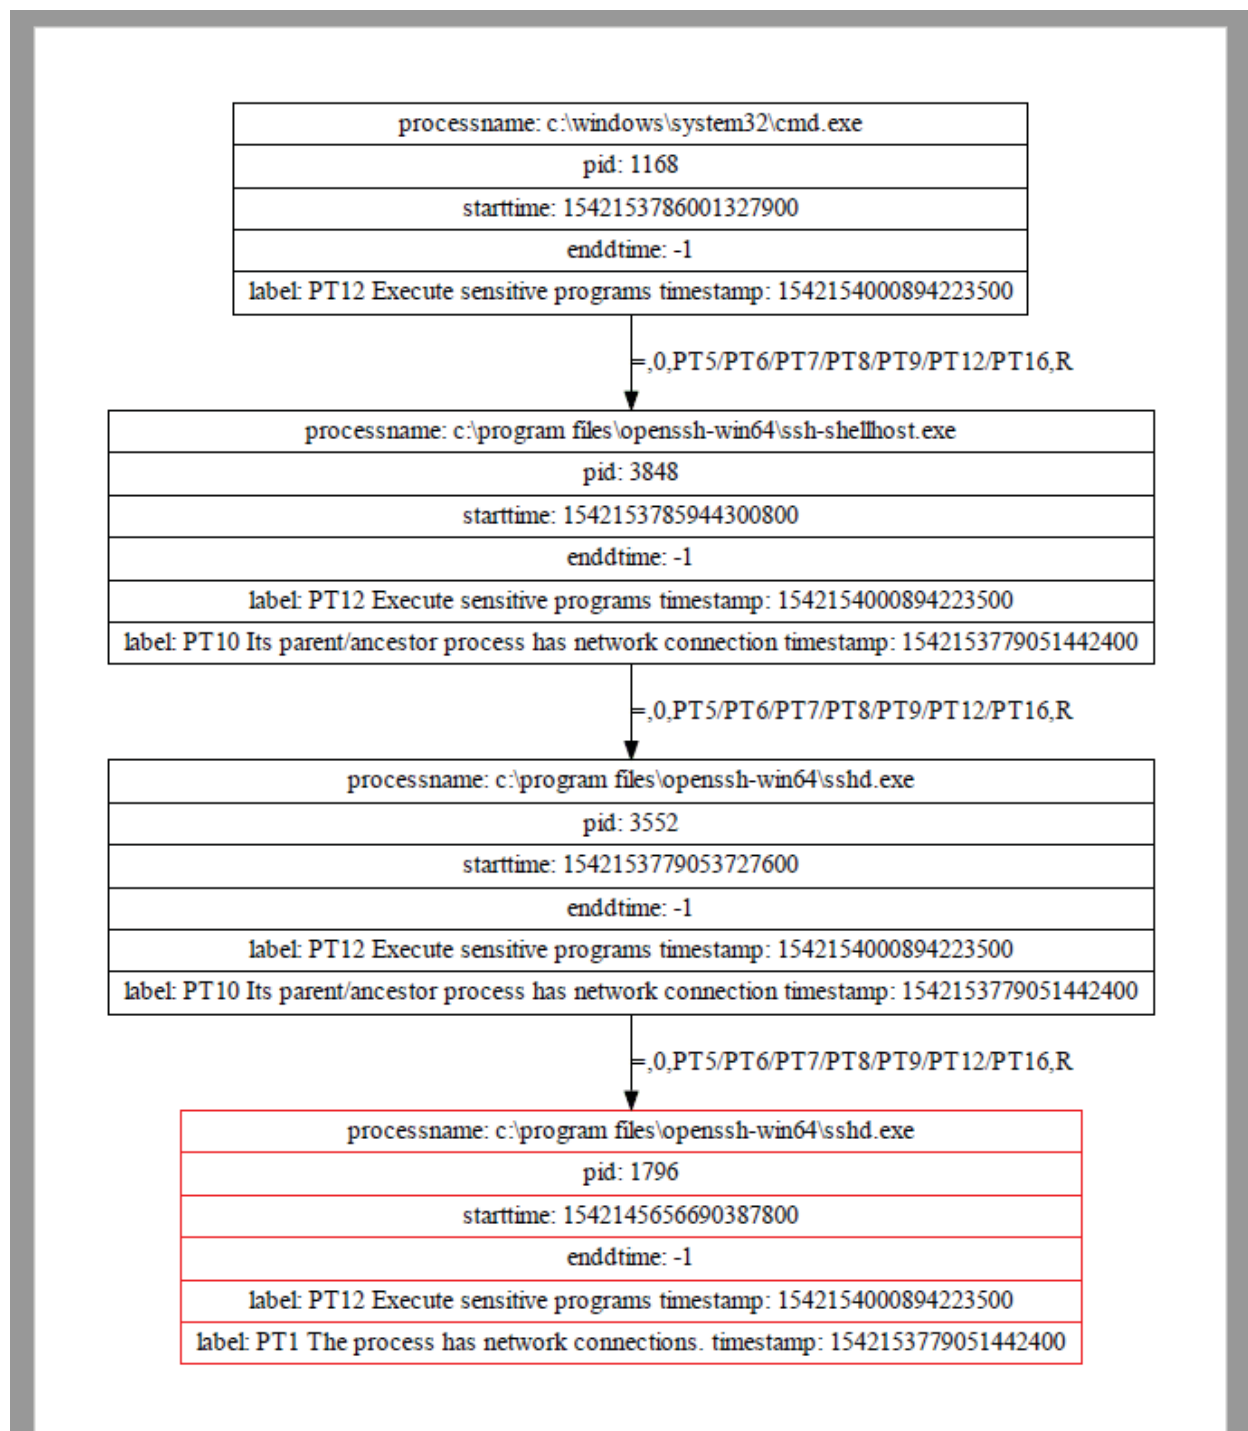 processname: c:\windows\system32\cmd.exe
pid: 1168
starttime: 1542153786001327900
enddtime: -1
label: PT12 Execute sensitive programs timestamp: 1542154000894223500
=,0,PT5/PT6/PT7/PT8/PT9/PT12/PT16,R
processname: c:\program files\openssh-win64\ssh-shellhost.exe
pid: 3848
starttime: 1542153785944300800
enddtime: -1
label: PT12 Execute sensitive programs timestamp: 1542154000894223500
label: PT10 Its parent/ancestor process has network connection timestamp: 1542153779051442400
=,0,PT5/PT6/PT7/PT8/PT9/PT12/PT16,R
processname: c:\program files\openssh-win64\sshd.exe
pid: 3552
starttime: 1542153779053727600
enddtime: -1
label: PT12 Execute sensitive programs timestamp: 1542154000894223500
label: PT10 Its parent/ancestor process has network connection timestamp: 1542153779051442400
=,0,PT5/PT6/PT7/PT8/PT9/PT12/PT16,R
processname: c:\program files\openssh-win64\sshd.exe
pid: 1796
starttime: 1542145656690387800
enddtime: -1
label: PT12 Execute sensitive programs timestamp: 1542154000894223500
label: PT1 The process has network connections. timestamp: 1542153779051442400